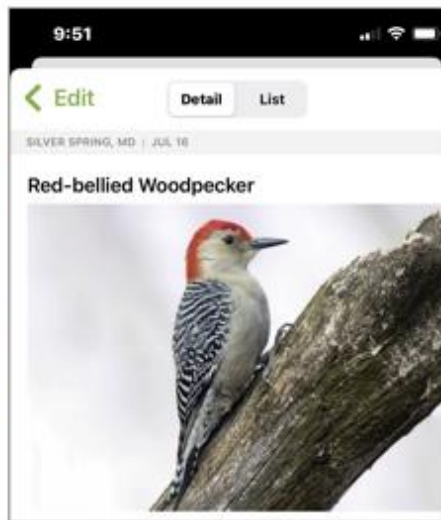 9:51
Edit
Detail List
SILVER SPRING, MD | JUL 16
Red-bellied Woodpecker